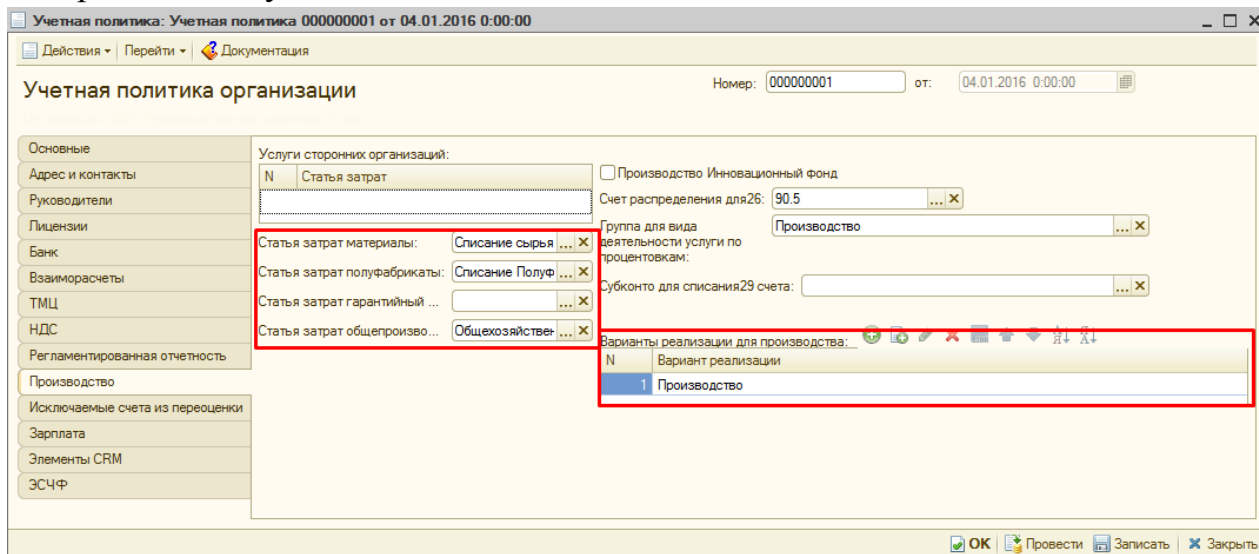 Учетная политика: Учетная политика 000000001 от 04.01.2016 0:00:00
Действия Перейти Документация
Учетная политика организации
Номер: 000000001 от: 04.01.2016 0:00:00
Основные
Адрес и контакты
Руководители
Лицензии
Банк
Взаиморасчеты
ТМЦ
НДС
Регламентированная отчетность
Производство
Исключаемые счета из переоценки
Зарплата
Элементы CRM
ЭСЧФ
Услуги сторонних организаций:
N Статья затрат
Статья затрат материалы: Списание сырья ...
Статья затрат полуфабрикаты: Списание Полуф ...
Статья затрат гарантийный ... ...
Статья затрат общепроизво... Общехозяйствен ...
Производство Инновационный фонд
Счет распределения для26: 90.5 ...
Группа для вида
деятельности услуги по
процентовкам:
Производство ...
Субконто для списания29 счета: ...
Варианты реализации для производства:
N Вариант реализации
1 Производство
OK Провести Записать Закрыть